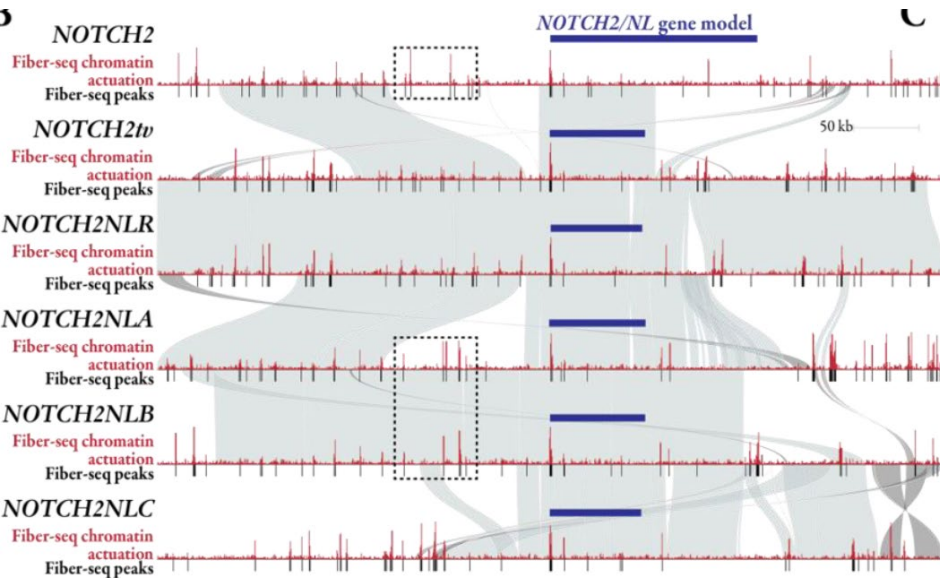 B
C
NOTCH2
NOTCH2/NL gene model
Fiber-seq chromatin
actuation
Fiber-seq peaks
NOTCH2tv
50 kb
Fiber-seq chromatin
actuation
Fiber-seq peaks
NOTCH2NLR
Fiber-seq chromatin
actuation
Fiber-seq peaks
NOTCH2NLA
Fiber-seq chromatin
actuation
Fiber-seq peaks
NOTCH2NLB
Fiber-seq chromatin
actuation
Fiber-seq peaks
NOTCH2NLC
Fiber-seq chromatin
actuation
Fiber-seq peaks